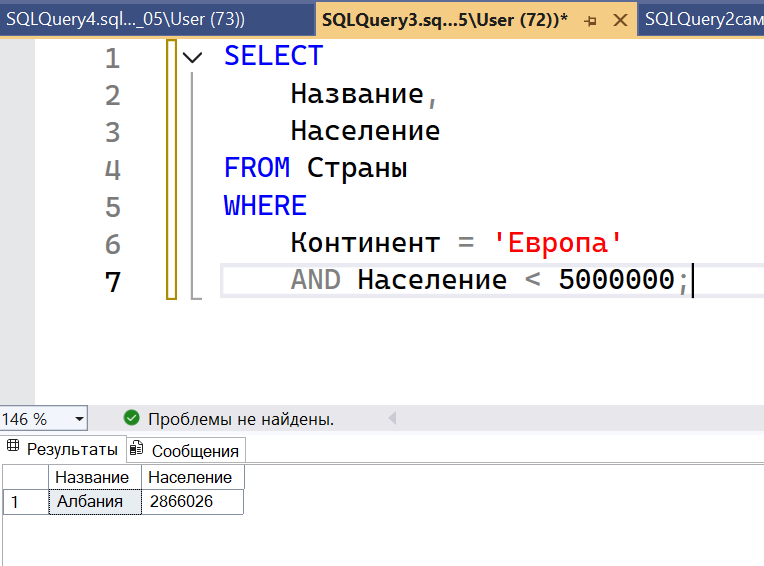 SQLQuery4.sql..._05\User (73))
SQLQuery3.sq...5\User (72))*
SQLQuery2сам
1 SELECT
2 Название,
3 Население
4 FROM Страны
5 WHERE
6 Континент = 'Европа'
7 AND Население < 5000000;
146 %
Проблемы не найдены.
Результаты
Сообщения
Название Население
1 Албания 2866026